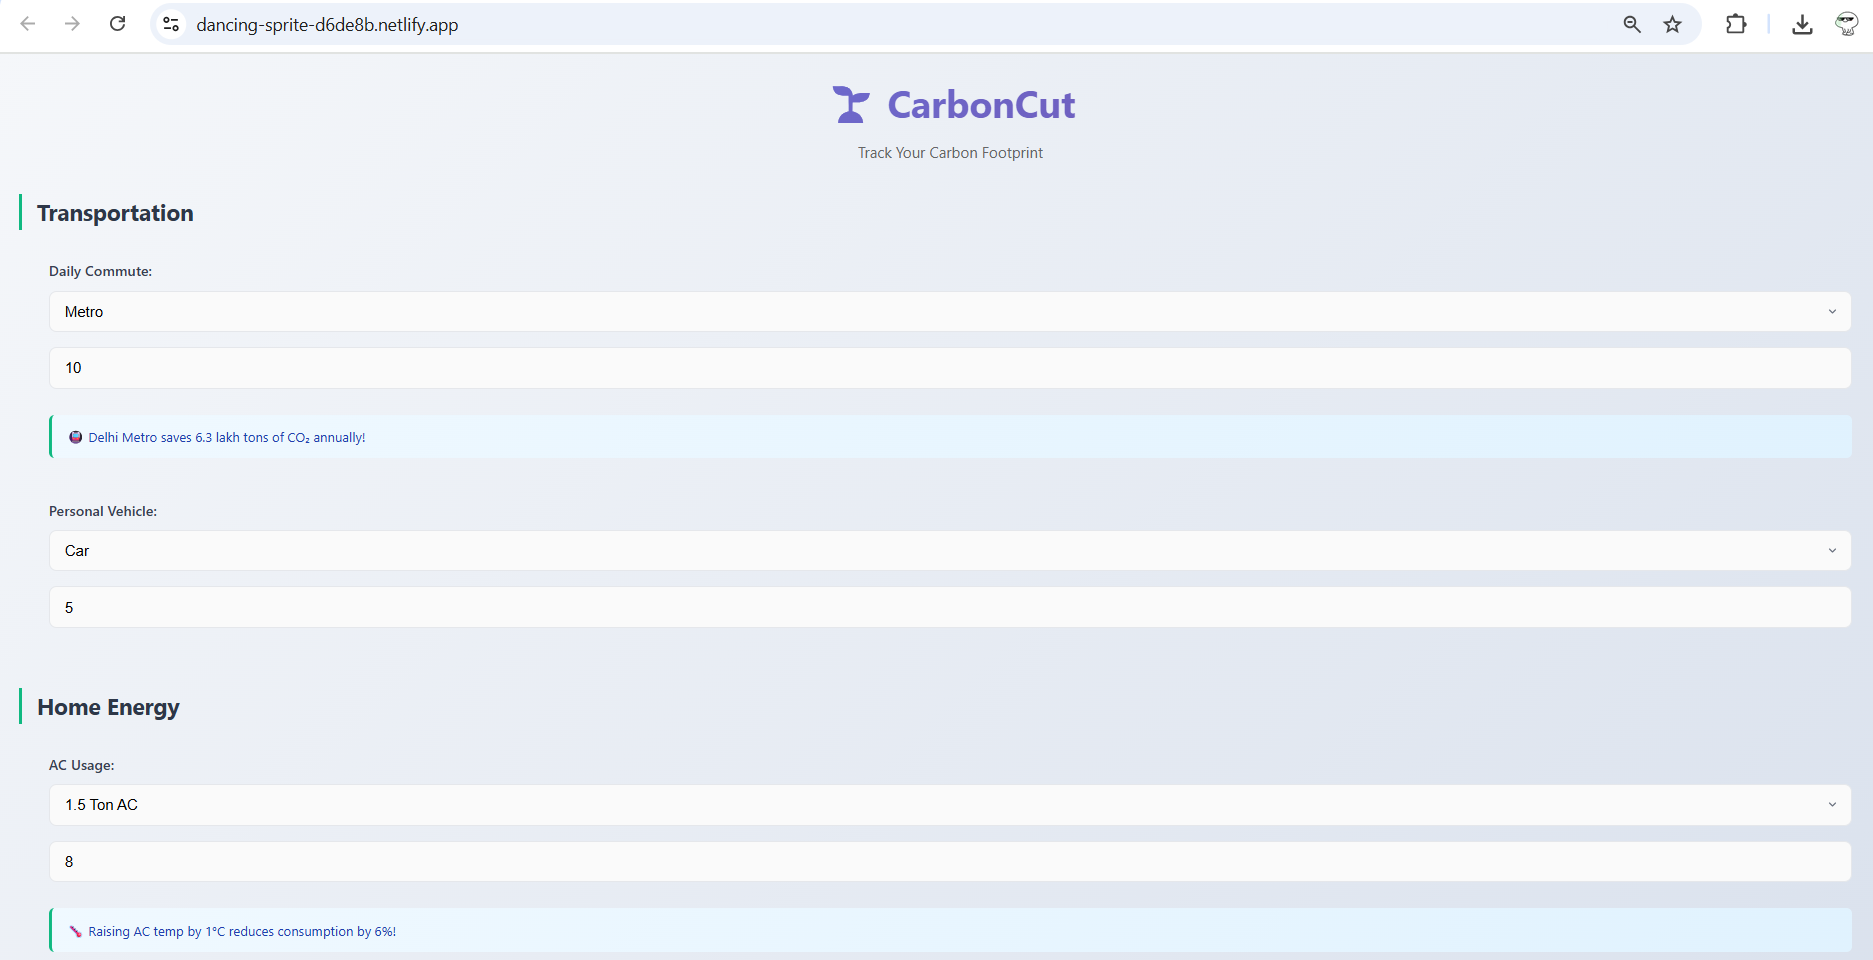 dancing-sprite-d6de8b.netlify.app
CarbonCut
Track Your Carbon Footprint
Transportation
Daily Commute:
Metro
10
Delhi Metro saves 6.3 lakh tons of CO₂ annually!
Personal Vehicle:
Car
5
Home Energy
AC Usage:
1.5 Ton AC
8
Raising AC temp by 1°C reduces consumption by 6%!